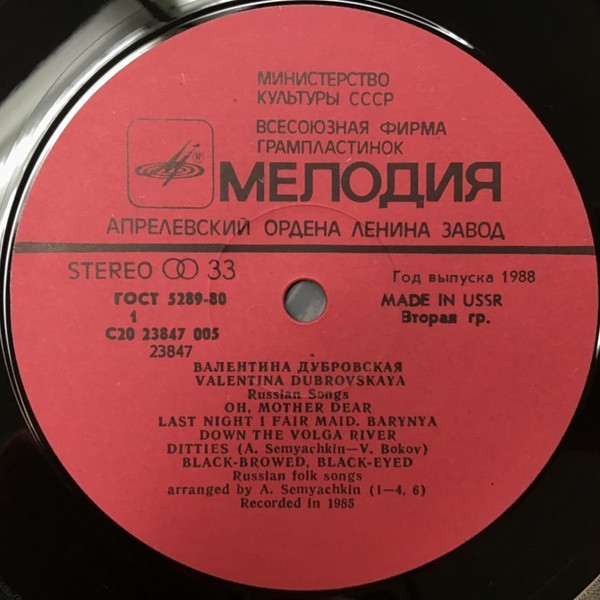 МИНИСТЕРСТВО
КУЛЬТУРЫ СССР
ВСЕСОЮЗНАЯ ФИРМА
ГРАМПЛАСТИНОК
® МЕЛОДИЯ
АПРЕЛЕВСКИЙ ОРДЕНА ЛЕНИНА ЗАВОД
STEREO 33
Год выпуска 1988
ГОСТ 5289-80
MADE IN USSR
1
Вторая гр.
С20 23847 005
23847
ВАЛЕНТИНА ДУБРОВСКАЯ
VALENTINA DUBROVSKAYA
Russian Songs
OH, MOTHER DEAR
LAST NIGHT I FAIR MAID. BARYNYA
DOWN THE VOLGA RIVER
DITTIES (A. Semyachkin—V. Bokov)
BLACK-BROWED, BLACK-EYED
Russian folk songs
arranged by A. Semyachkin (1—4, 6)
Recorded in 1985